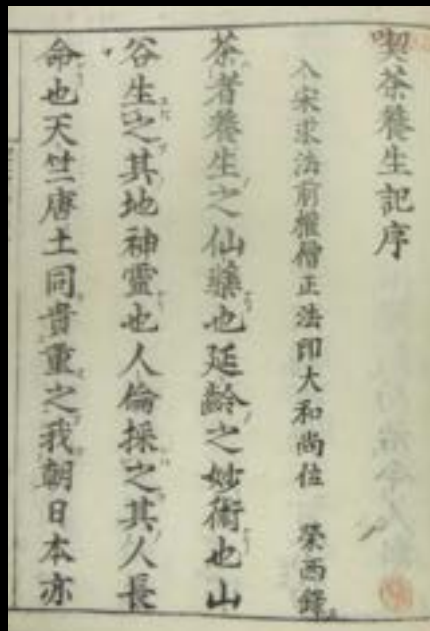 喫茶養生記序
入宋求法前權僧正法印大和尚位 榮西錄
茶者養生之仙藥也延齡之妙術也山
谷生之其地神靈也人倫採之其人長
命也天竺唐土同貴重之我朝日本亦